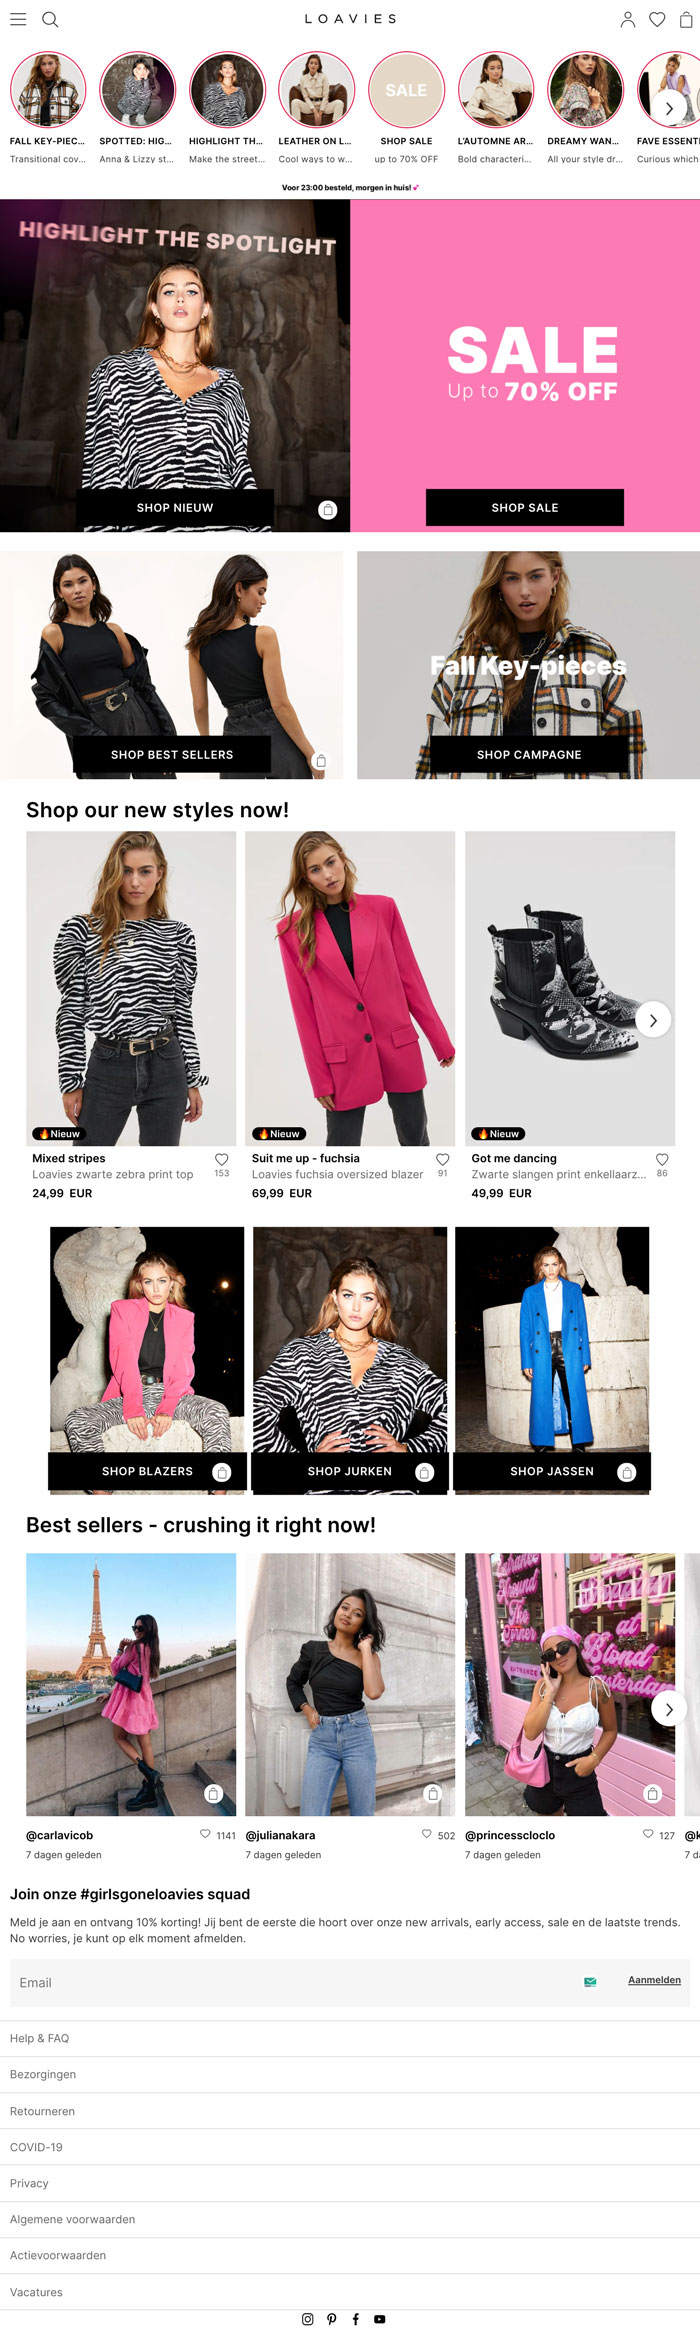 LOAVIES
SALE
FALL KEY-PIEC...
SPOTTED: HIG...
HIGHLIGHT TH...
LEATHER ON L...
SHOP SALE
L'AUTOMNE AR...
DREAMY WAN...
FAVE ESSENTI
Transitional cov...
Anna & Lizzy st...
Make the street...
Cool ways to w...
up to 70% OFF
Bold characteri...
All your style dr...
Curious which
Voor 23:00 besteld, morgen in huis! 💕
HIGHLIGHT THE SPOTLIGHT
SHOP NIEUW
SALE
Up to 70% OFF
SHOP SALE
SHOP BEST SELLERS
Fall Key-pieces
SHOP CAMPAGNE
Shop our new styles now!
🔥Nieuw
Mixed stripes
Loavies zwarte zebra print top
153
24,99 EUR
🔥Nieuw
Suit me up - fuchsia
Loavies fuchsia oversized blazer
91
69,99 EUR
🔥Nieuw
Got me dancing
Zwarte slangen print enkellaarz...
86
49,99 EUR
SHOP BLAZERS
SHOP JURKEN
SHOP JASSEN
Best sellers - crushing it right now!
Around
The
Corner
ENTRANCE
at
Blond
@carlavicob
1141
7 dagen geleden
@julianakara
502
7 dagen geleden
@princesscloclo
127
7 dagen geleden
@k
7 da
Join onze #girlsgoneloavies squad
Meld je aan en ontvang 10% korting! Jij bent de eerste die hoort over onze new arrivals, early access, sale en de laatste trends.
No worries, je kunt op elk moment afmelden.
Email
Aanmelden
Help & FAQ
Bezorgingen
Retourneren
COVID-19
Privacy
Algemene voorwaarden
Actievoorwaarden
Vacatures